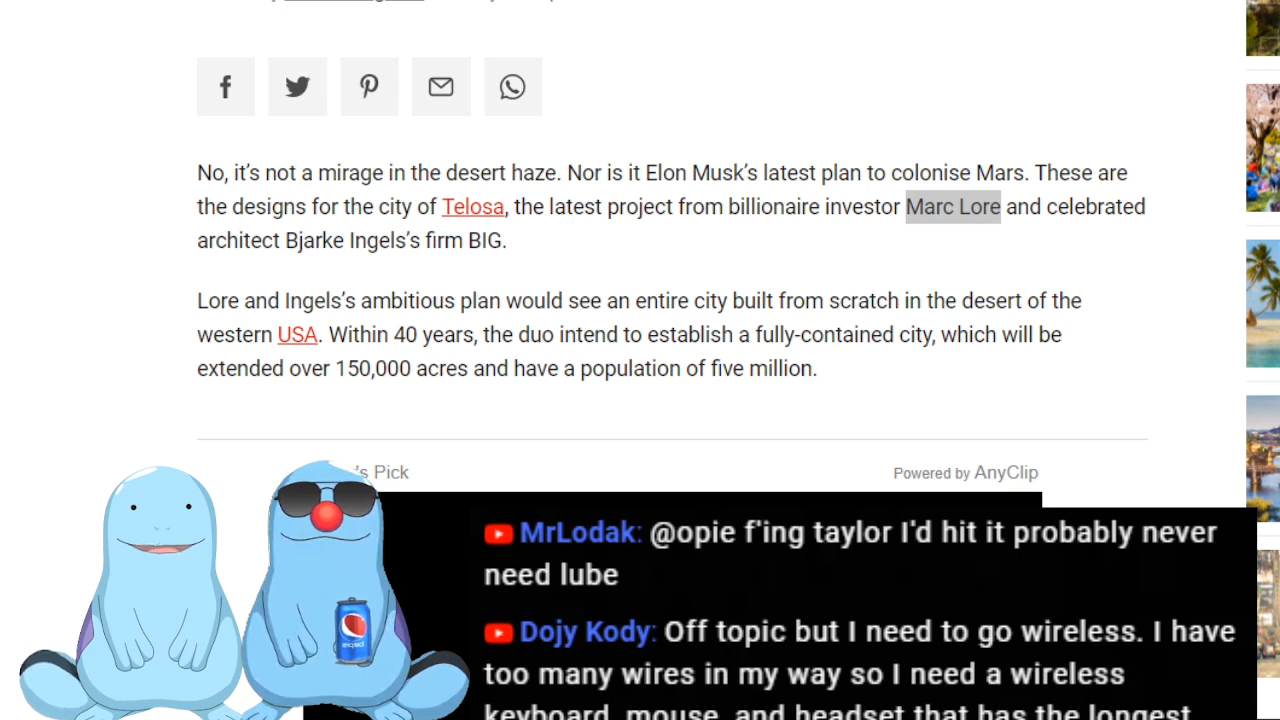 No, it's not a mirage in the desert haze. Nor is it Elon Musk's latest plan to colonise Mars. These are
the designs for the city of Telosa, the latest project from billionaire investor Marc Lore and celebrated
architect Bjarke Ingels's firm BIG.
Lore and Ingels's ambitious plan would see an entire city built from scratch in the desert of the
western USA. Within 40 years, the duo intend to establish a fully-contained city, which will be
extended over 150,000 acres and have a population of five million.
's Pick
Powered by AnyClip
MrLodak: @opie f'ing taylor I'd hit it probably never
need lube
Dojy Kody: Off topic but I need to go wireless. I have
too many wires in my way so I need a wireless
keyboard, mouse, and headset that has the longest